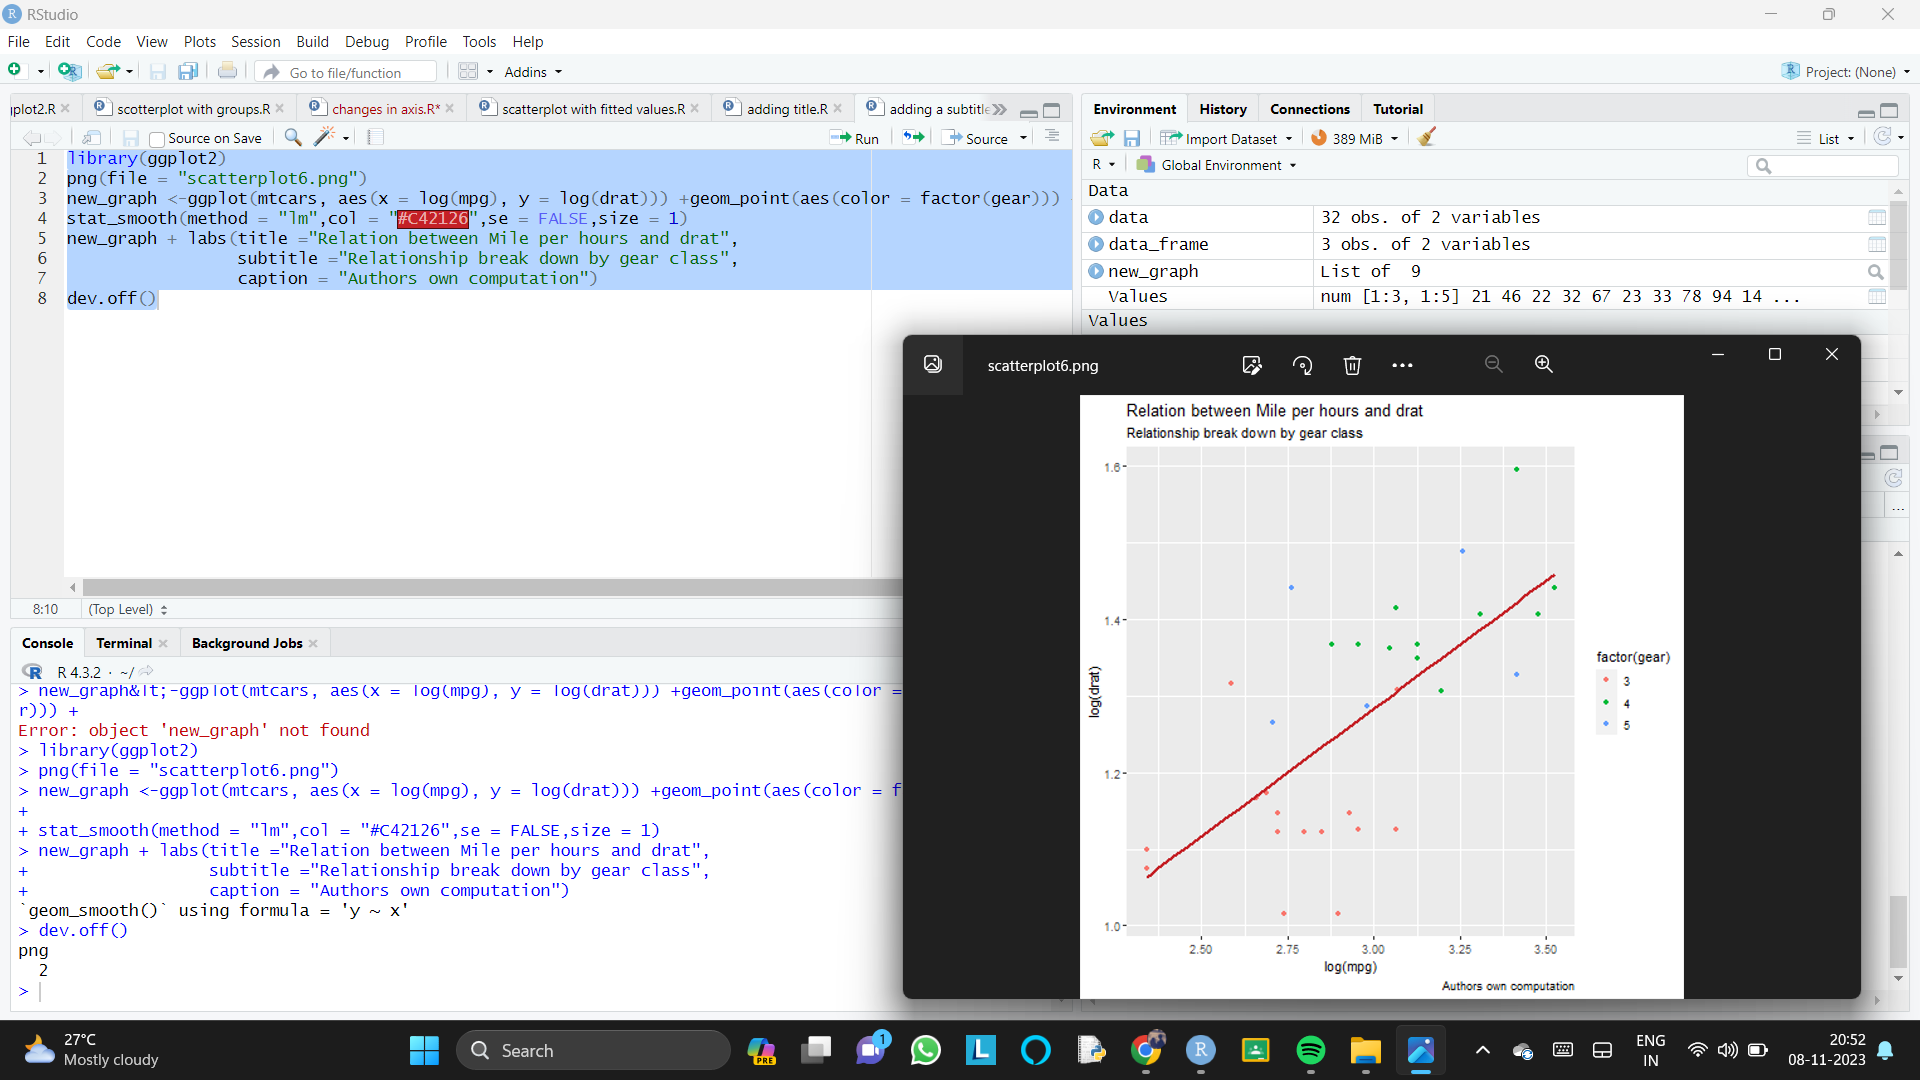 RStudio
File Edit Code View Plots Session Build Debug Profile Tools Help
Go to file/function
Addins
Project: (None)
gplot2.R
scotterplot with groups.R
changes in axis.R*
scatterplot with fitted values.R
adding title.R
adding a subtitle
Source on Save
Run
Source
1 library(ggplot2)
2 png(file = "scatterplot6.png")
3 new_graph <-ggplot(mtcars, aes(x = log(mpg), y = log(drat))) +geom_point(aes(color = factor(gear)))
4 stat_smooth(method = "lm",col = "#C42126",se = FALSE,size = 1)
5 new_graph + labs(title ="Relation between Mile per hours and drat",
6 subtitle ="Relationship break down by gear class",
7 caption = "Authors own computation")
8 dev.off()
8:10 (Top Level)
Console Terminal Background Jobs
R 4.3.2 · ~/
> new_graph&lt;-ggplot(mtcars, aes(x = log(mpg), y = log(drat))) +geom_point(aes(color =
r))) +
Error: object 'new_graph' not found
> library(ggplot2)
> png(file = "scatterplot6.png")
> new_graph <-ggplot(mtcars, aes(x = log(mpg), y = log(drat))) +geom_point(aes(color = f
+
+ stat_smooth(method = "lm",col = "#C42126",se = FALSE,size = 1)
> new_graph + labs(title ="Relation between Mile per hours and drat",
+ subtitle ="Relationship break down by gear class",
+ caption = "Authors own computation")
`geom_smooth()` using formula = 'y ~ x'
> dev.off()
png
2
>
Environment History Connections Tutorial
Import Dataset 389 MiB List
R Global Environment
Data
data 32 obs. of 2 variables
data_frame 3 obs. of 2 variables
new_graph List of 9
Values num [1:3, 1:5] 21 46 22 32 67 23 33 78 94 14 ...
Values
scatterplot6.png
Relation between Mile per hours and drat
Relationship break down by gear class
1.6
1.4
1.2
1.0
log(drat)
2.50 2.75 3.00 3.25 3.50
log(mpg)
factor(gear)
3
4
5
Authors own computation
27°C
Mostly cloudy
Search
PRE
1
L
R
ENG
IN
20:52
08-11-2023